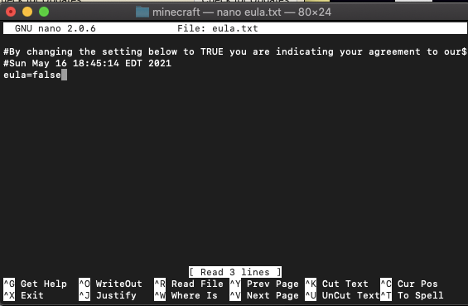 minecraft — nano eula.txt — 80×24
GNU nano 2.0.6 File: eula.txt
#By changing the setting below to TRUE you are indicating your agreement to our$
#Sun May 16 18:45:14 EDT 2021
eula=false
[ Read 3 lines ]
^G Get Help ^O WriteOut ^R Read File ^Y Prev Page ^K Cut Text ^C Cur Pos
^X Exit ^J Justify ^W Where Is ^V Next Page ^U UnCut Text ^T To Spell